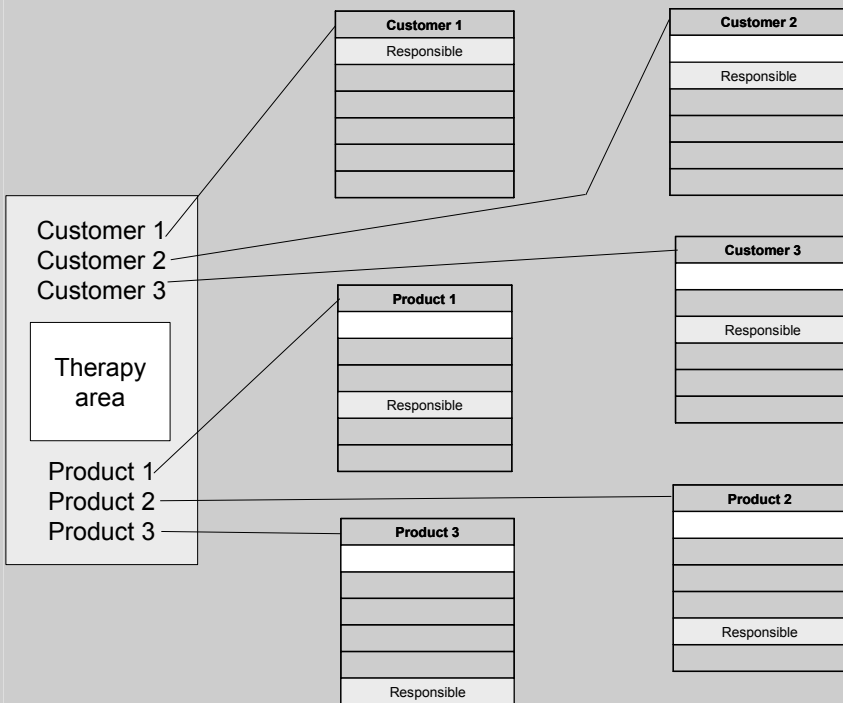 Customer 1
Responsible
Customer 2
Responsible
Customer 1
Customer 2
Customer 3
Therapy
area
Product 1
Product 2
Product 3
Customer 3
Responsible
Product 1
Responsible
Product 2
Responsible
Product 3
Responsible